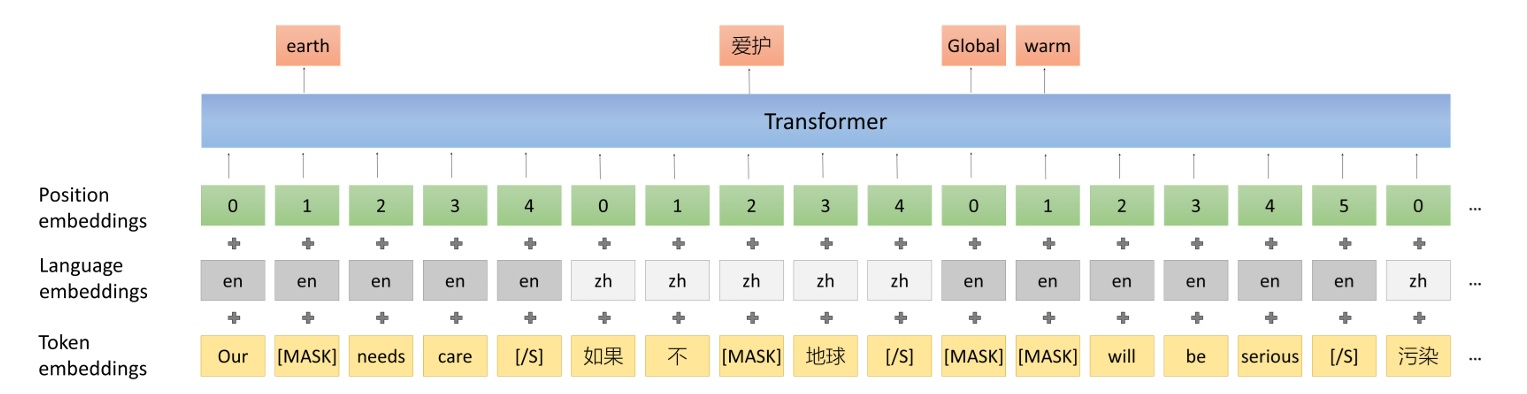 earth 爱护 Global warm
Transformer
Position
embeddings
0 1 2 3 4 0 1 2 3 4 0 1 2 3 4 5 0 ...
Language
embeddings
en en en en en zh zh zh zh zh en en en en en en zh ...
Token
embeddings
Our [MASK] needs care [/S] 如果 不 [MASK] 地球 [/S] [MASK] [MASK] will be serious [/S] 污染 ...